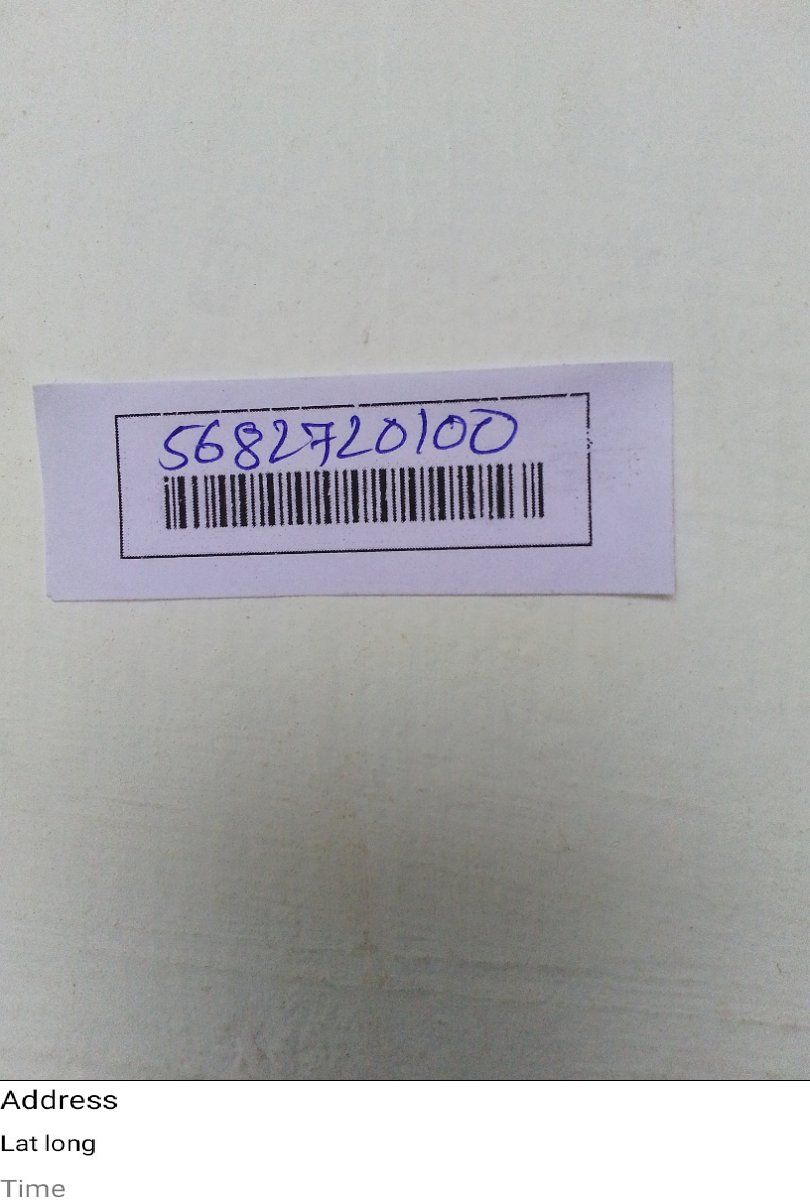 5682720100
Address
Lat long
Time